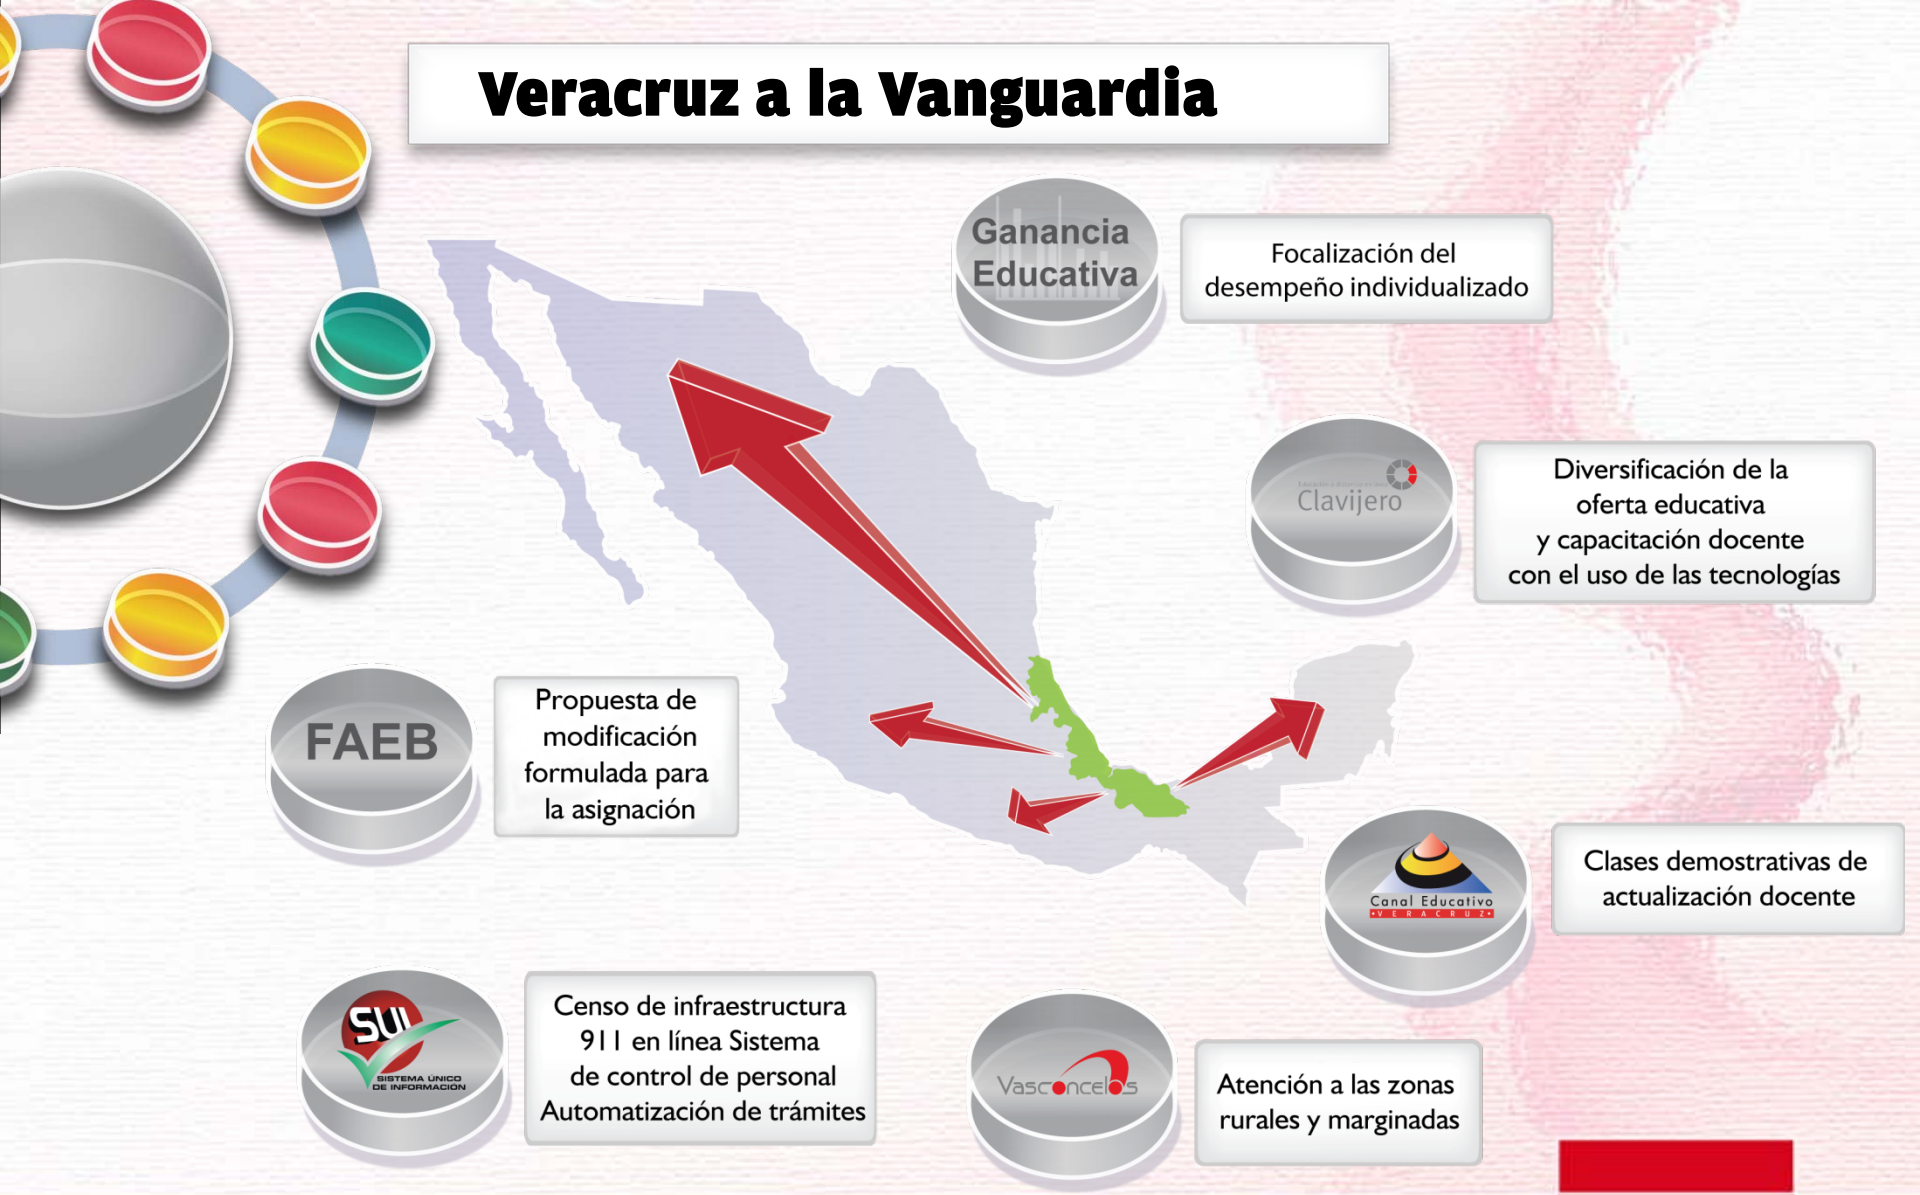 Veracruz a la Vanguardia
Ganancia
Educativa
Focalización del
desempeño individualizado
Clavijero
Diversificación de la
oferta educativa
y capacitación docente
con el uso de las tecnologías
FAEB
Propuesta de
modificación
formulada para
la asignación
Canal Educativo
•VERACRUZ•
Clases demostrativas de
actualización docente
SUI
SISTEMA ÚNICO
DE INFORMACIÓN
Censo de infraestructura
911 en línea Sistema
de control de personal
Automatización de trámites
Vasconcelos
Atención a las zonas
rurales y marginadas